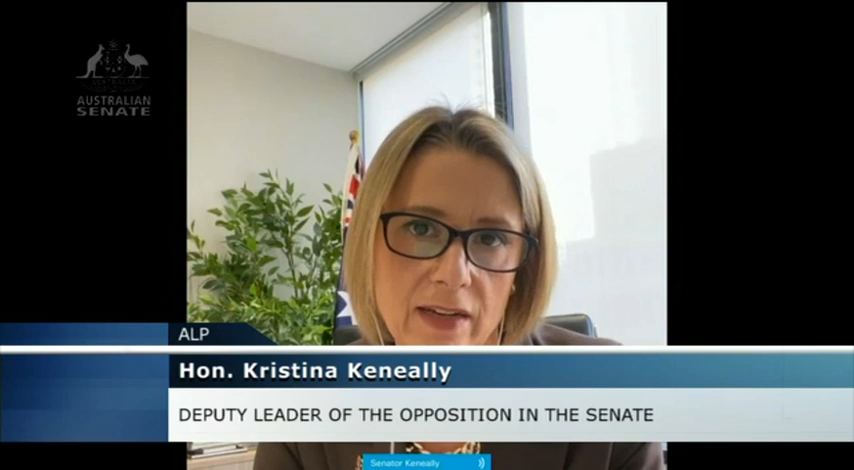 AUSTRALIAN
SENATE
ALP
Hon. Kristina Keneally
DEPUTY LEADER OF THE OPPOSITION IN THE SENATE
Senator Keneally